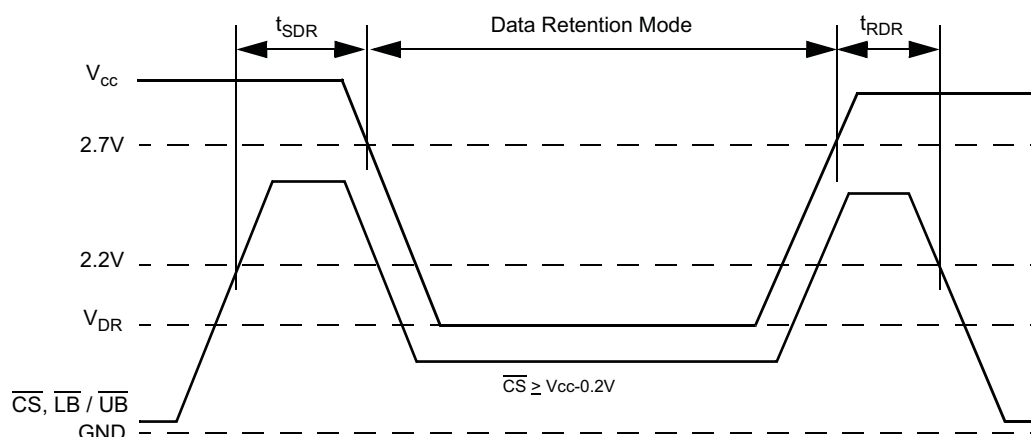 tSDR Data Retention Mode tRDR
Vcc
2.7V
2.2V
VDR
CS ≥ Vcc-0.2V
CS, LB / UB
GND